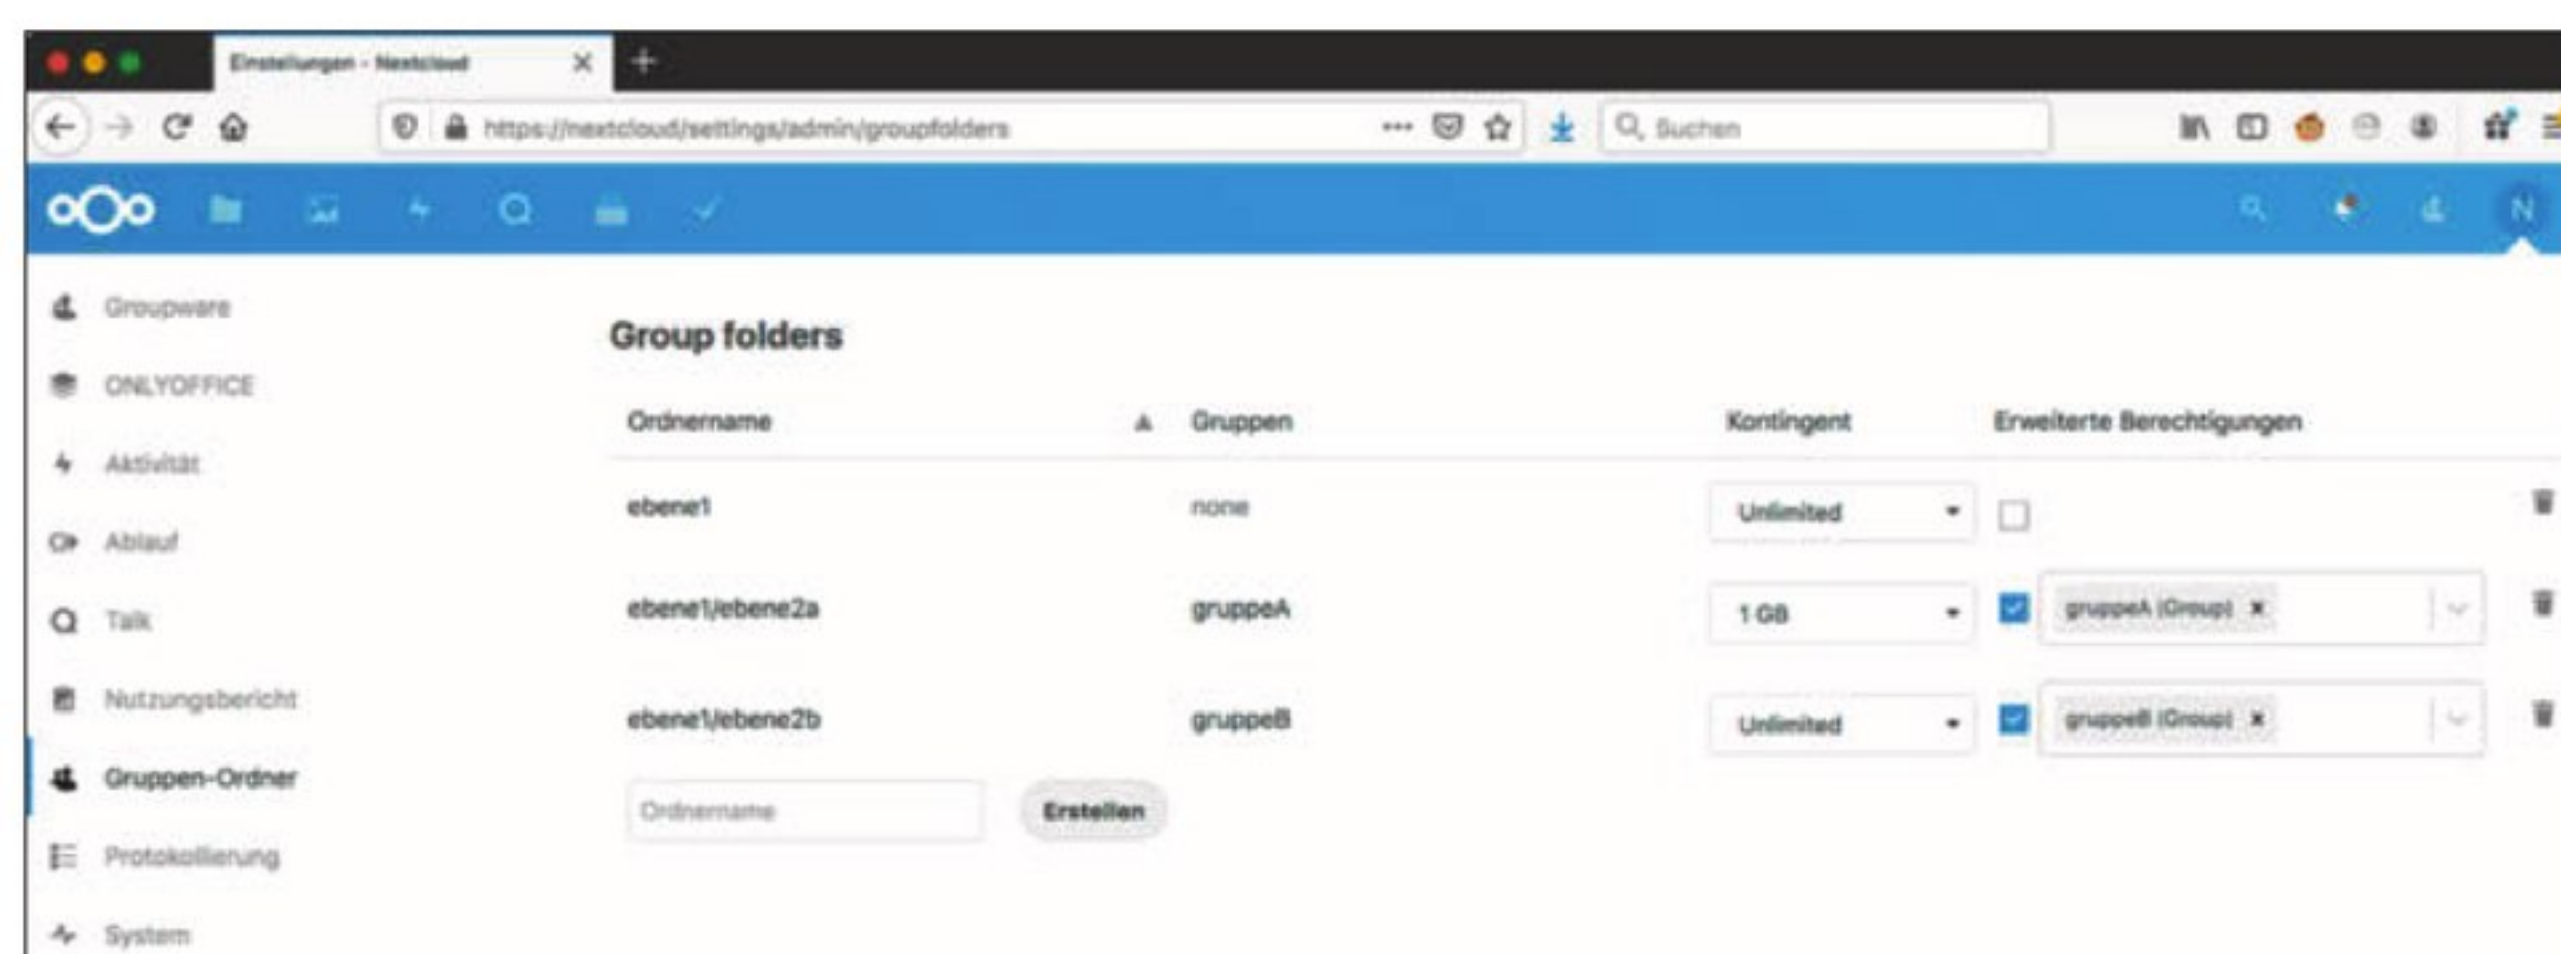 Einstellungen - Nextcloud
https://nextcloud/settings/admin/groupfolders
Suchen
N
Groupware
ONLYOFFICE
Aktivität
Ablauf
Talk
Nutzungsbericht
Gruppen-Ordner
Protokollierung
System
Group folders
Ordnername Gruppen Kontingent Erweiterte Berechtigungen
ebene1 none Unlimited
ebene1/ebene2a gruppeA 1 GB gruppeA (Group)
ebene1/ebene2b gruppeB Unlimited gruppeB (Group)
Ordnername Erstellen